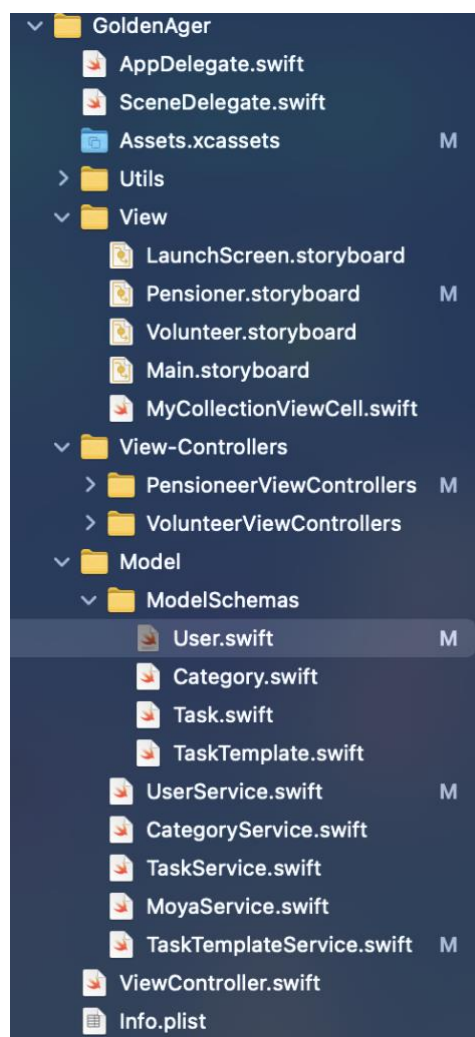 GoldenAger
AppDelegate.swift
SceneDelegate.swift
Assets.xcassets M
Utils
View
LaunchScreen.storyboard
Pensioner.storyboard M
Volunteer.storyboard
Main.storyboard
MyCollectionViewCell.swift
View-Controllers
PensioneerViewControllers M
VolunteerViewControllers
Model
ModelSchemas
User.swift M
Category.swift
Task.swift
TaskTemplate.swift
UserService.swift M
CategoryService.swift
TaskService.swift
MoyaService.swift
TaskTemplateService.swift M
ViewController.swift
Info.plist